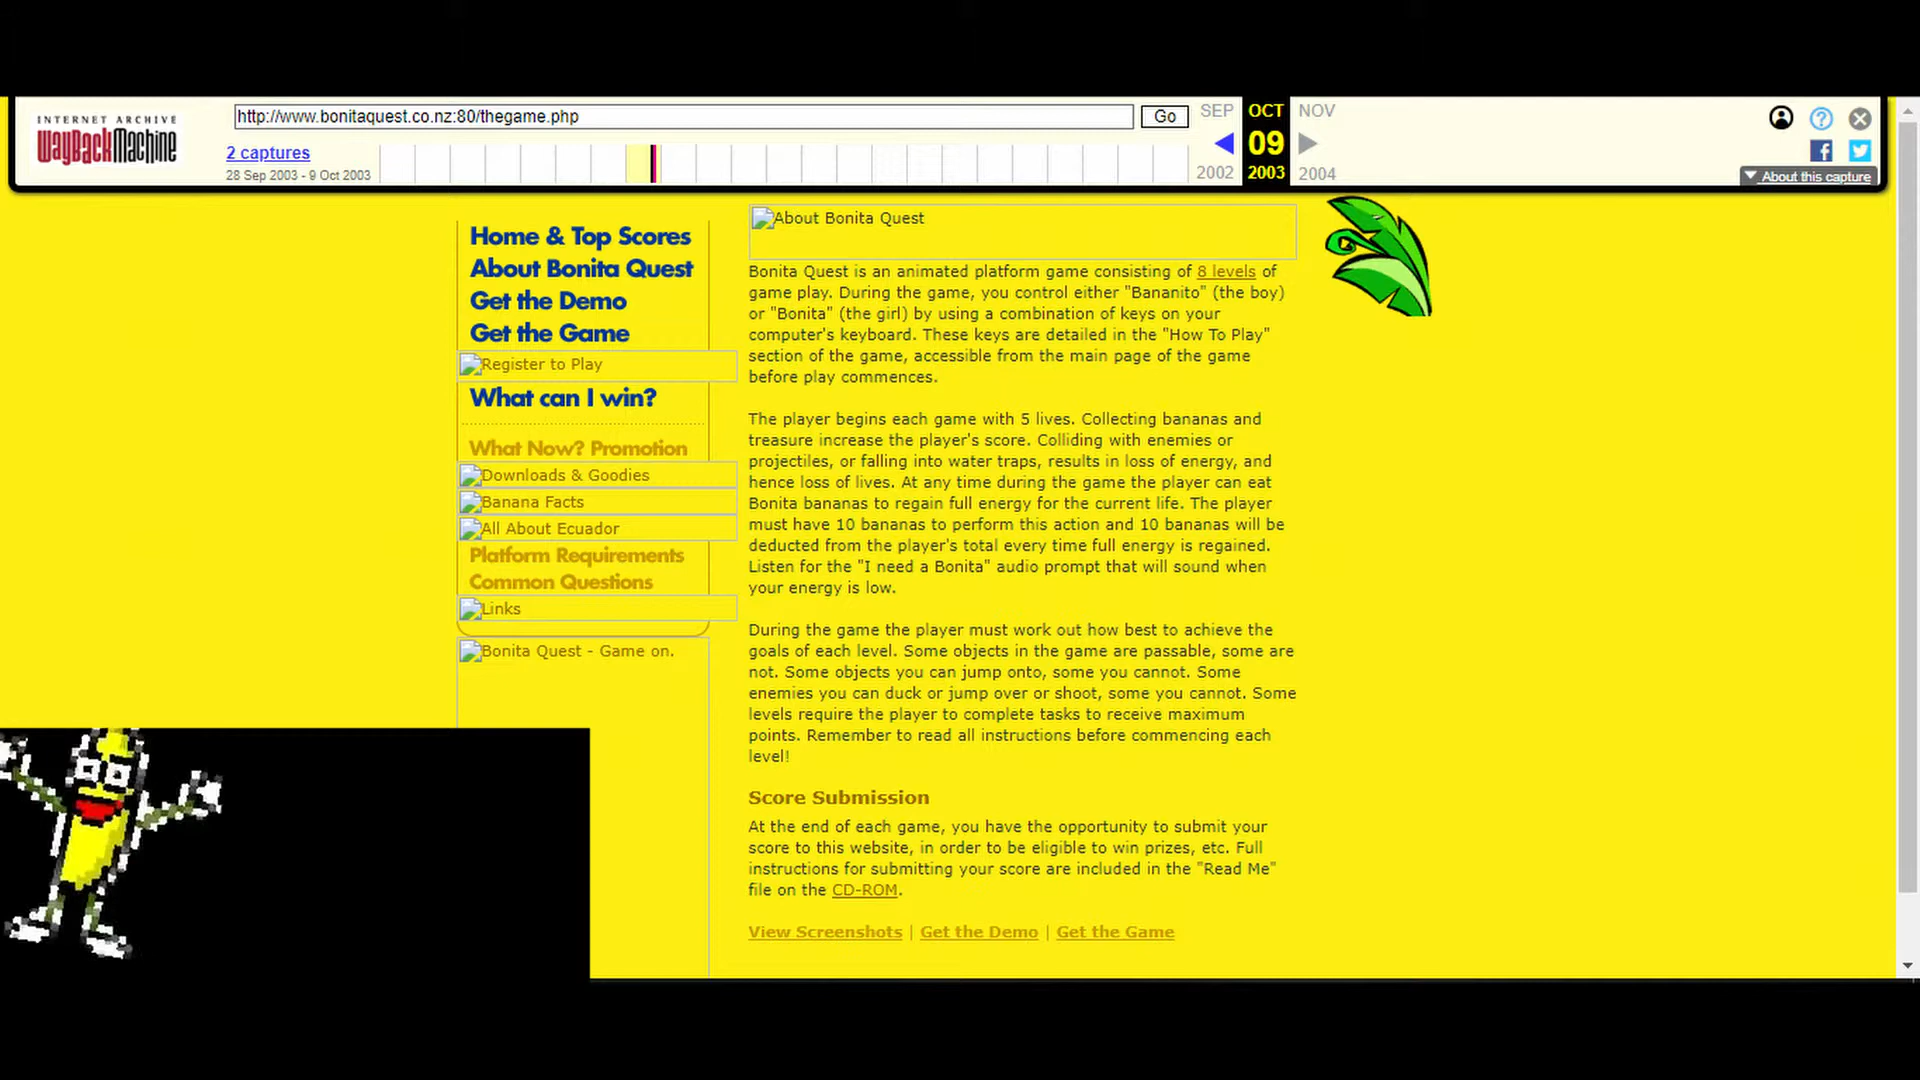 INTERNET ARCHIVE
WayBackMachine
http://www.bonitaquest.co.nz:80/thegame.php
Go
SEP
OCT
NOV
09
2 captures
28 Sep 2003 - 9 Oct 2003
2002
2003
2004
?
f
About this capture
Home & Top Scores
About Bonita Quest
Get the Demo
Get the Game
Register to Play
What can I win?
What Now? Promotion
Downloads & Goodies
Banana Facts
All About Ecuador
Platform Requirements
Common Questions
Links
Bonita Quest - Game on.
About Bonita Quest
Bonita Quest is an animated platform game consisting of 8 levels of
game play. During the game, you control either "Bananito" (the boy)
or "Bonita" (the girl) by using a combination of keys on your
computer's keyboard. These keys are detailed in the "How To Play"
section of the game, accessible from the main page of the game
before play commences.
The player begins each game with 5 lives. Collecting bananas and
treasure increase the player's score. Colliding with enemies or
projectiles, or falling into water traps, results in loss of energy, and
hence loss of lives. At any time during the game the player can eat
Bonita bananas to regain full energy for the current life. The player
must have 10 bananas to perform this action and 10 bananas will be
deducted from the player's total every time full energy is regained.
Listen for the "I need a Bonita" audio prompt that will sound when
your energy is low.
During the game the player must work out how best to achieve the
goals of each level. Some objects in the game are passable, some are
not. Some objects you can jump onto, some you cannot. Some
enemies you can duck or jump over or shoot, some you cannot. Some
levels require the player to complete tasks to receive maximum
points. Remember to read all instructions before commencing each
level!
Score Submission
At the end of each game, you have the opportunity to submit your
score to this website, in order to be eligible to win prizes, etc. Full
instructions for submitting your score are included in the "Read Me"
file on the CD-ROM.
View Screenshots | Get the Demo | Get the Game